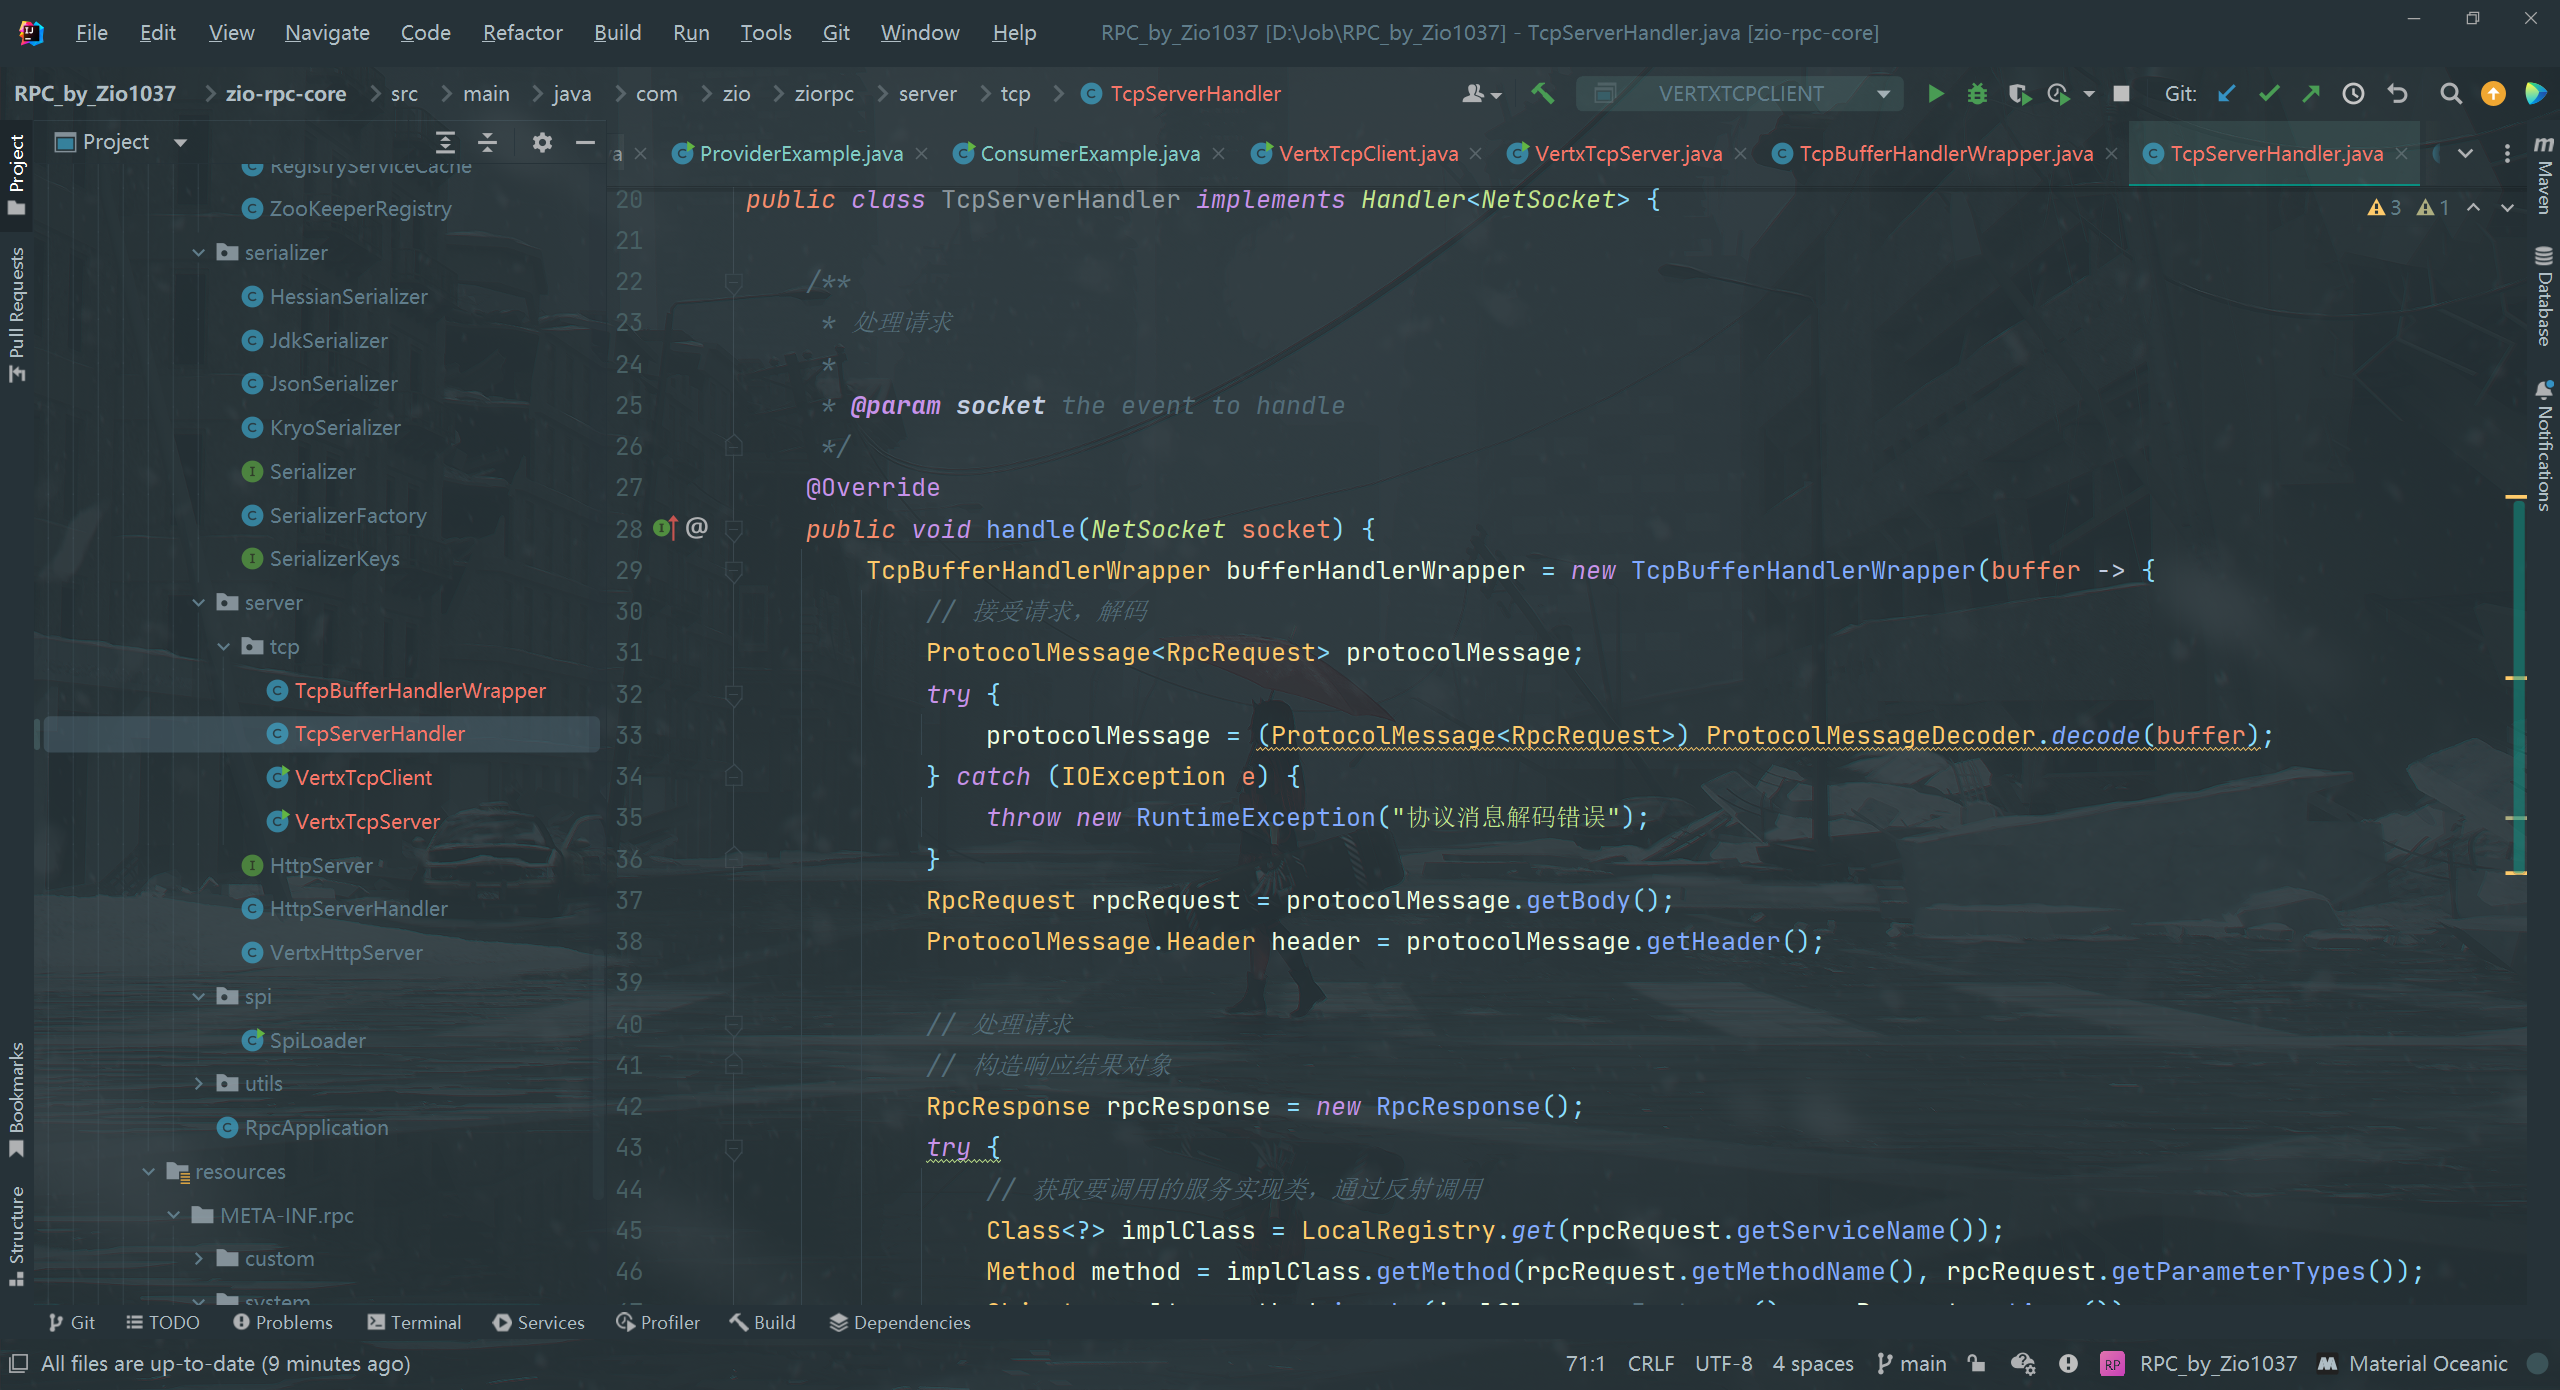 File Edit View Navigate Code Refactor Build Run Tools Git Window Help RPC_by_Zio1037 [D:\Job\RPC_by_Zio1037] - TcpServerHandler.java [zio-rpc-core]
RPC_by_Zio1037 zio-rpc-core src main java com zio ziorpc server tcp TcpServerHandler VERTXTCPCLIENT Git:
Project
a ProviderExample.java ConsumerExample.java VertxTcpClient.java VertxTcpServer.java TcpBufferHandlerWrapper.java TcpServerHandler.java
3 1
Project
Pull Requests
Bookmarks
Structure
RegistryServiceCache
ZooKeeperRegistry
serializer
HessianSerializer
JdkSerializer
JsonSerializer
KryoSerializer
Serializer
SerializerFactory
SerializerKeys
server
tcp
TcpBufferHandlerWrapper
TcpServerHandler
VertxTcpClient
VertxTcpServer
HttpServer
HttpServerHandler
VertxHttpServer
spi
SpiLoader
utils
RpcApplication
resources
META-INF.rpc
custom
system
20 public class TcpServerHandler implements Handler<NetSocket> {
21
22 /**
23 * 处理请求
24 *
25 * @param socket the event to handle
26 */
27 @Override
28 @ public void handle(NetSocket socket) {
29 TcpBufferHandlerWrapper bufferHandlerWrapper = new TcpBufferHandlerWrapper(buffer -> {
30 // 接受请求，解码
31 ProtocolMessage<RpcRequest> protocolMessage;
32 try {
33 protocolMessage = (ProtocolMessage<RpcRequest>) ProtocolMessageDecoder.decode(buffer);
34 } catch (IOException e) {
35 throw new RuntimeException("协议消息解码错误");
36 }
37 RpcRequest rpcRequest = protocolMessage.getBody();
38 ProtocolMessage.Header header = protocolMessage.getHeader();
39
40 // 处理请求
41 // 构造响应结果对象
42 RpcResponse rpcResponse = new RpcResponse();
43 try {
44 // 获取要调用的服务实现类，通过反射调用
45 Class<?> implClass = LocalRegistry.get(rpcRequest.getServiceName());
46 Method method = implClass.getMethod(rpcRequest.getMethodName(), rpcRequest.getParameterTypes());
Maven
Database
Notifications
Git TODO Problems Terminal Services Profiler Build Dependencies
All files are up-to-date (9 minutes ago) 71:1 CRLF UTF-8 4 spaces main RP RPC_by_Zio1037 Material Oceanic